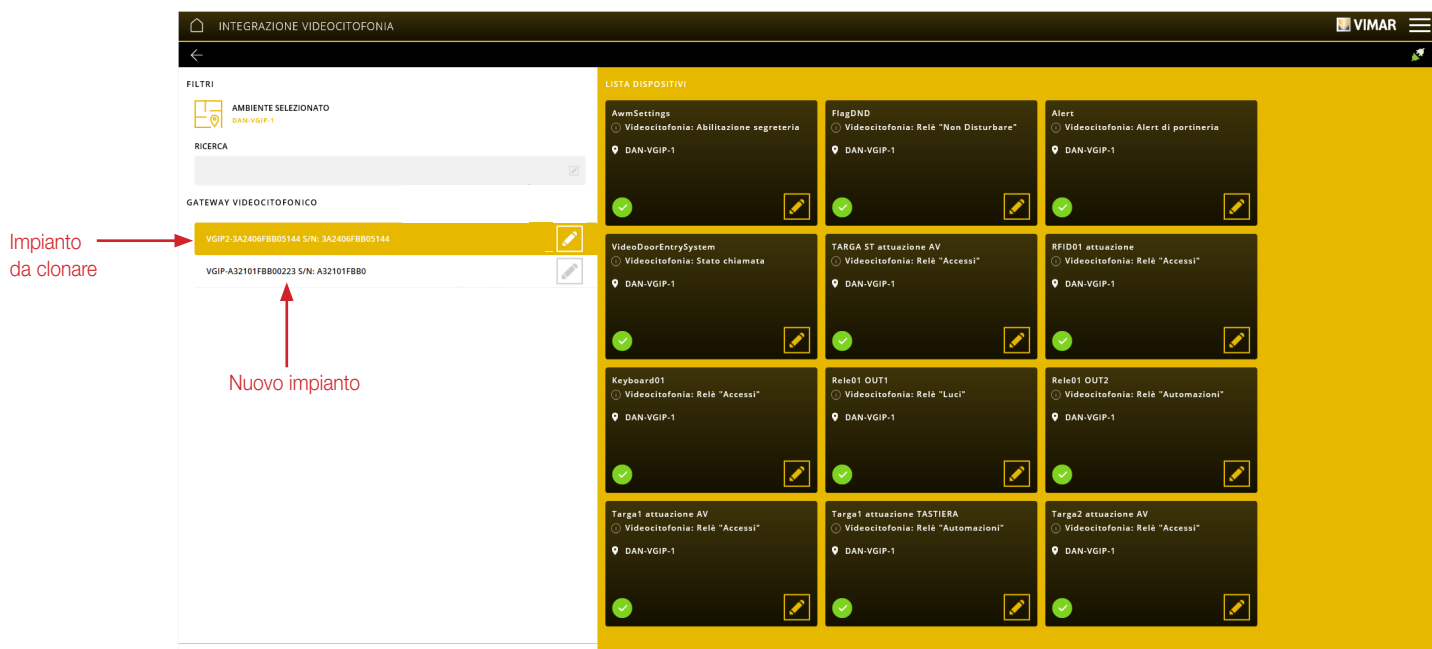 INTEGRAZIONE VIDEOCITOFONIA
VIMAR
FILTRI
AMBIENTE SELEZIONATO
DAN-VGIP-1
RICERCA
GATEWAY VIDEOCITOFONICO
VGIP2-3A2406FBB05144 S/N: 3A2406FBB05144
VGIP-A32101FBB00223 S/N: A32101FBB0
Impianto
da clonare
Nuovo impianto
LISTA DISPOSITIVI
AwmSettings
Videocitofonia: Abilitazione segreteria
DAN-VGIP-1
FlagDND
Videocitofonia: Relè "Non Disturbare"
DAN-VGIP-1
Alert
Videocitofonia: Alert di portineria
DAN-VGIP-1
VideoDoorEntrySystem
Videocitofonia: Stato chiamata
DAN-VGIP-1
TARGA ST attuazione AV
Videocitofonia: Relè "Accessi"
DAN-VGIP-1
RFID01 attuazione
Videocitofonia: Relè "Accessi"
DAN-VGIP-1
Keyboard01
Videocitofonia: Relè "Accessi"
DAN-VGIP-1
Rele01 OUT1
Videocitofonia: Relè "Luci"
DAN-VGIP-1
Rele01 OUT2
Videocitofonia: Relè "Automazioni"
DAN-VGIP-1
Targa1 attuazione AV
Videocitofonia: Relè "Accessi"
DAN-VGIP-1
Targa1 attuazione TASTIERA
Videocitofonia: Relè "Automazioni"
DAN-VGIP-1
Targa2 attuazione AV
Videocitofonia: Relè "Accessi"
DAN-VGIP-1